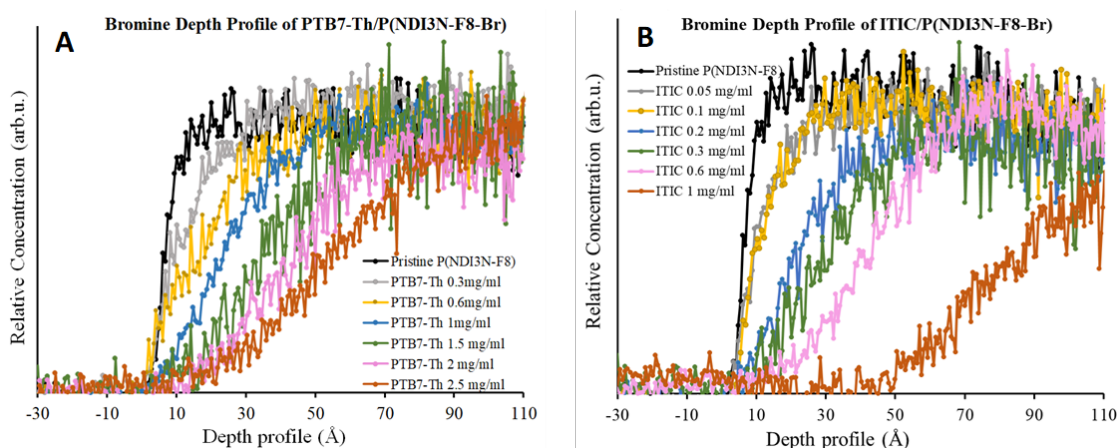 A
Bromine Depth Profile of PTB7-Th/P(NDI3N-F8-Br)
Relative Concentration (arb.u.)
Pristine P(NDI3N-F8)
PTB7-Th 0.3mg/ml
PTB7-Th 0.6mg/ml
PTB7-Th 1mg/ml
PTB7-Th 1.5 mg/ml
PTB7-Th 2 mg/ml
PTB7-Th 2.5 mg/ml
-30 -10 10 30 50 70 90 110
Depth profile (Å)
B
Bromine Depth Profile of ITIC/P(NDI3N-F8-Br)
Relative Concentration (arb.u.)
Pristine P(NDI3N-F8)
ITIC 0.05 mg/ml
ITIC 0.1 mg/ml
ITIC 0.2 mg/ml
ITIC 0.3 mg/ml
ITIC 0.6 mg/ml
ITIC 1 mg/ml
-30 -10 10 30 50 70 90 110
Depth profile (Å)